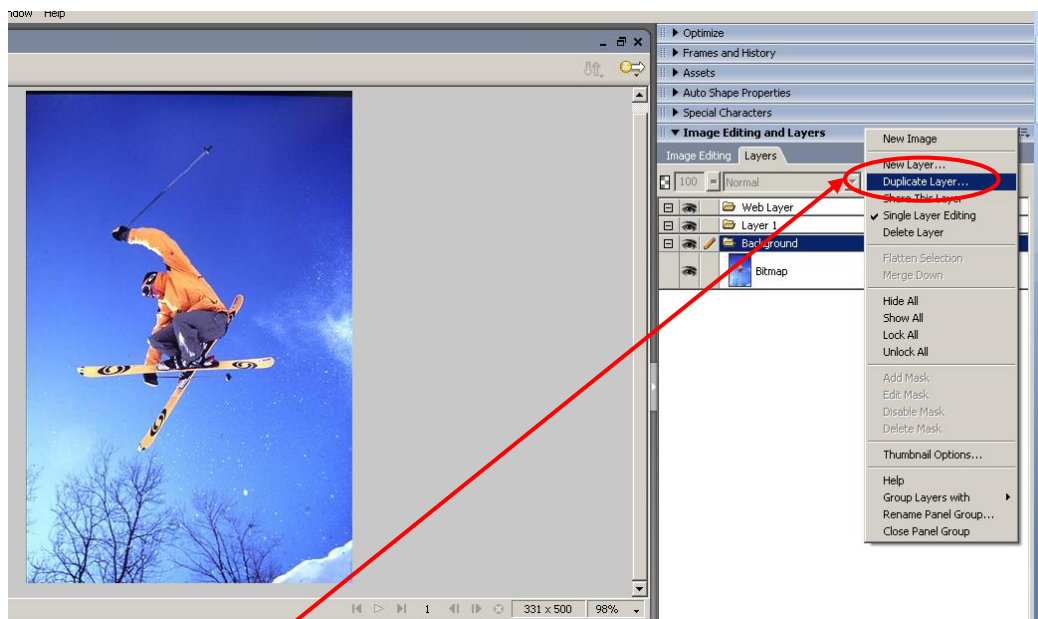 ndow Help
Optimize
Frames and History
Assets
Auto Shape Properties
Special Characters
Image Editing and Layers
Image Editing Layers
100 Normal
Web Layer
Layer 1
Background
Bitmap
New Image
New Layer...
Duplicate Layer...
Share This Layer
Single Layer Editing
Delete Layer
Flatten Selection
Merge Down
Hide All
Show All
Lock All
Unlock All
Add Mask
Edit Mask
Disable Mask
Delete Mask
Thumbnail Options...
Help
Group Layers with
Rename Panel Group...
Close Panel Group
1 331 x 500 98%